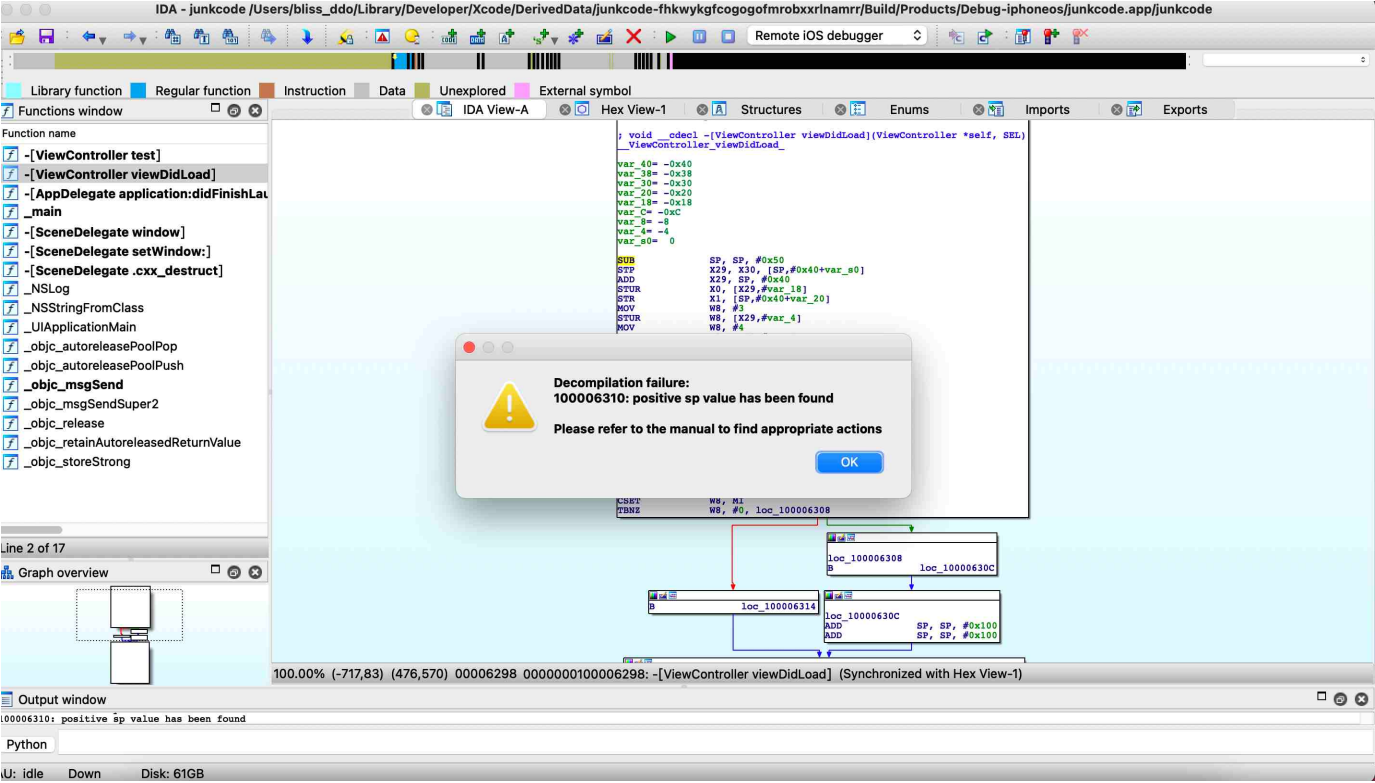 IDA - junkcode /Users/bliss_ddo/Library/Developer/Xcode/DerivedData/junkcode-fhkwykgfcogogofmrobxxrlnamrr/Build/Products/Debug-iphoneos/junkcode.app/junkcode
Remote iOS debugger
Library function Regular function Instruction Data Unexplored External symbol
Functions window
IDA View-A Hex View-1 Structures Enums Imports Exports
Function name
-[ViewController test]
-[ViewController viewDidLoad]
-[AppDelegate application:didFinishLau
_main
-[SceneDelegate window]
-[SceneDelegate setWindow:]
-[SceneDelegate .cxx_destruct]
_NSLog
_NSStringFromClass
_UIApplicationMain
_objc_autoreleasePoolPop
_objc_autoreleasePoolPush
_objc_msgSend
_objc_msgSendSuper2
_objc_release
_objc_retainAutoreleasedReturnValue
_objc_storeStrong
Line 2 of 17
Graph overview
; void __cdecl -[ViewController viewDidLoad](ViewController *self, SEL)
__ViewController_viewDidLoad_
var_40= -0x40
var_38= -0x38
var_30= -0x30
var_20= -0x20
var_18= -0x18
var_C= -0xC
var_8= -8
var_4= -4
var_s0= 0
SUB SP, SP, #0x50
STP X29, X30, [SP,#0x40+var_s0]
ADD X29, SP, #0x40
STUR X0, [X29,#var_18]
STR X1, [SP,#0x40+var_20]
MOV W8, #3
STUR W8, [X29,#var_4]
MOV W8, #4
Decompilation failure:
100006310: positive sp value has been found
Please refer to the manual to find appropriate actions
OK
CSET W8, MI
TBNZ W8, #0, loc_100006308
loc_100006308
B loc_10000630C
B loc_100006314
loc_10000630C
ADD SP, SP, #0x100
ADD SP, SP, #0x100
100.00% (-717,83) (476,570) 00006298 0000000100006298: -[ViewController viewDidLoad] (Synchronized with Hex View-1)
Output window
100006310: positive sp value has been found
Python
AU: idle Down Disk: 61GB